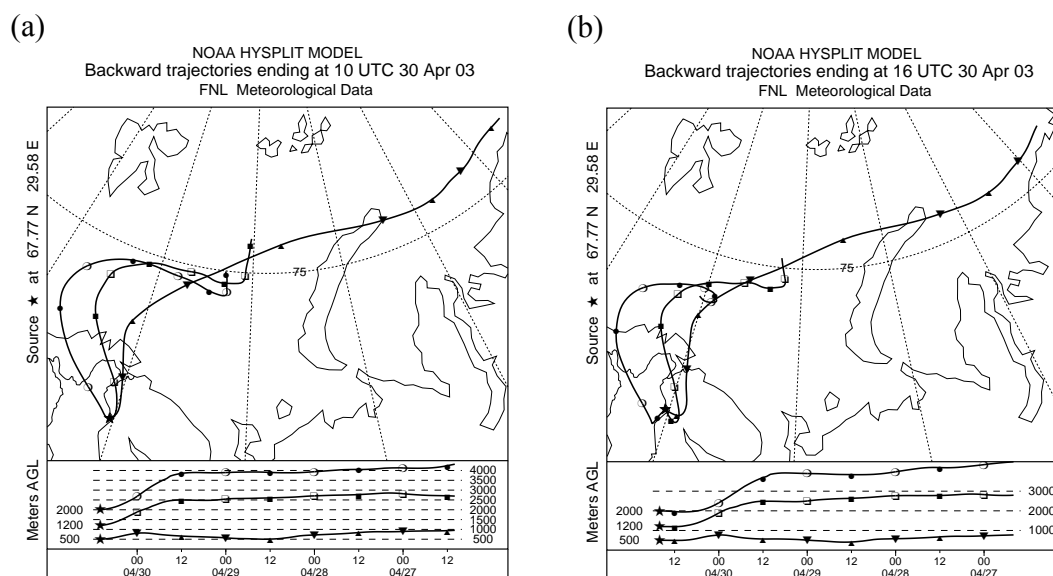 (a)
NOAA HYSPLIT MODEL
Backward trajectories ending at 10 UTC 30 Apr 03
FNL Meteorological Data
Source ★ at 67.77 N 29.58 E
75
Meters AGL
2000
1200
500
4000
3500
3000
2500
2000
1500
1000
500
00 12 00 12 00 12 00 12
04/30 04/29 04/28 04/27
(b)
NOAA HYSPLIT MODEL
Backward trajectories ending at 16 UTC 30 Apr 03
FNL Meteorological Data
Source ★ at 67.77 N 29.58 E
75
Meters AGL
2000
1200
500
3000
2000
1000
12 00 12 00 12 00 12 00
04/30 04/29 04/28 04/27